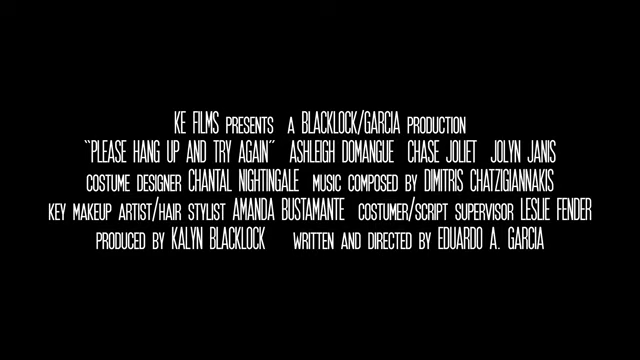 KE FILMS PRESENTS A BLACKLOCK/GARCIA PRODUCTION
"PLEASE HANG UP AND TRY AGAIN" ASHLEIGH DOMANGUE CHASE JOLIET JOLYN JANIS
COSTUME DESIGNER CHANTAL NIGHTINGALE MUSIC COMPOSED BY DIMITRIS CHATZIGIANNAKIS
KEY MAKEUP ARTIST/HAIR STYLIST AMANDA BUSTAMANTE COSTUMER/SCRIPT SUPERVISOR LESLIE FENDER
PRODUCED BY KALYN BLACKLOCK WRITTEN AND DIRECTED BY EDUARDO A. GARCIA